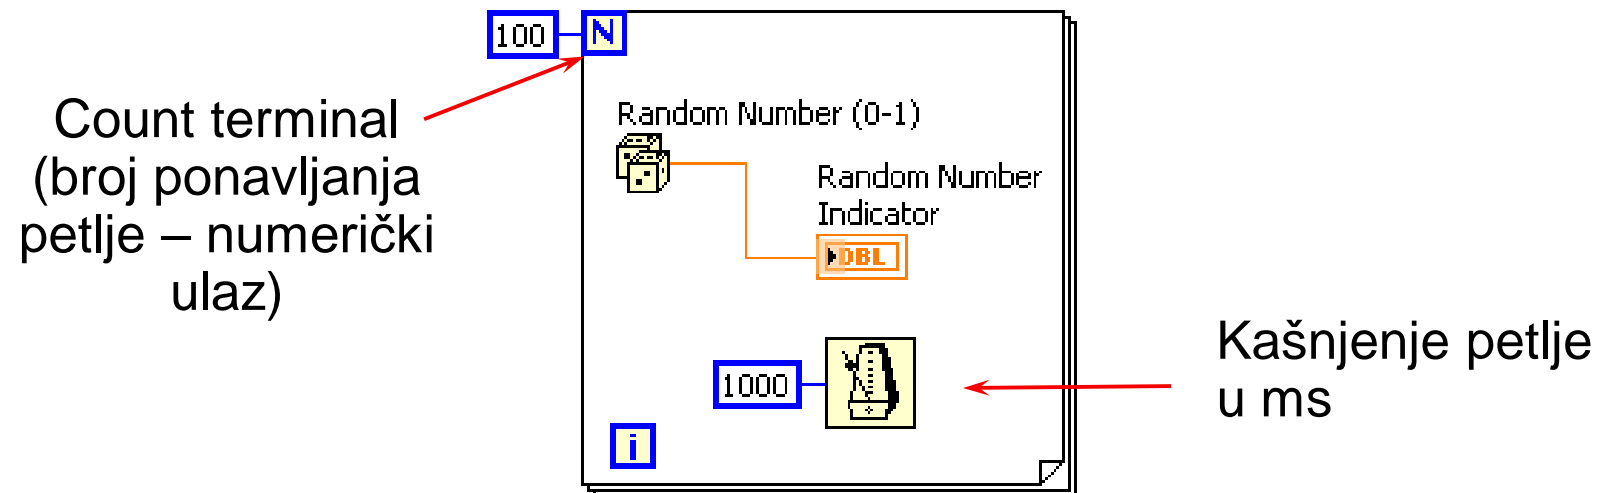 100
N
Count terminal
(broj ponavljanja
petlje – numerički
ulaz)
Random Number (0-1)
Random Number
Indicator
DBL
1000
i
Kašnjenje petlje
u ms